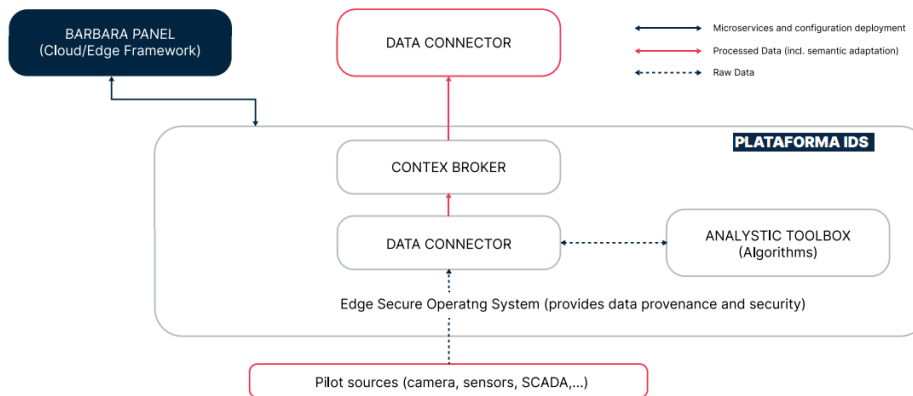 BARBARA PANEL
(Cloud/Edge Framework)
DATA CONNECTOR
Microservices and configuration deployment
Processed Data (incl. semantic adaptation)
Raw Data
PLATAFORMA IDS
CONTEX BROKER
DATA CONNECTOR
ANALYSTIC TOOLBOX
(Algorithms)
Edge Secure Operatng System (provides data provenance and security)
Pilot sources (camera, sensors, SCADA,...)